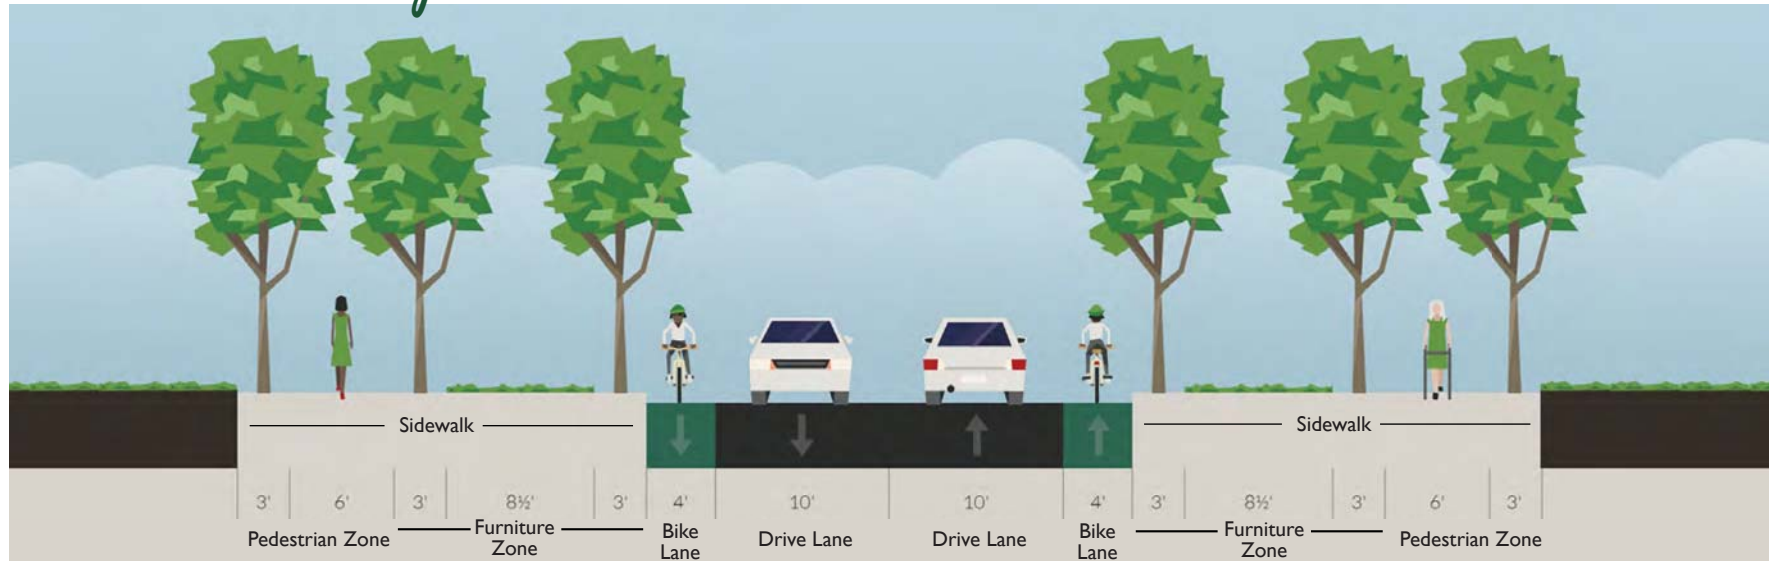 Sidewalk
Sidewalk
3' 6' 3' 8½' 3' 4' 10' 10' 4' 3' 8½' 3' 6' 3'
Pedestrian Zone
Furniture
Zone
Bike
Lane
Drive Lane
Drive Lane
Bike
Lane
Furniture
Zone
Pedestrian Zone